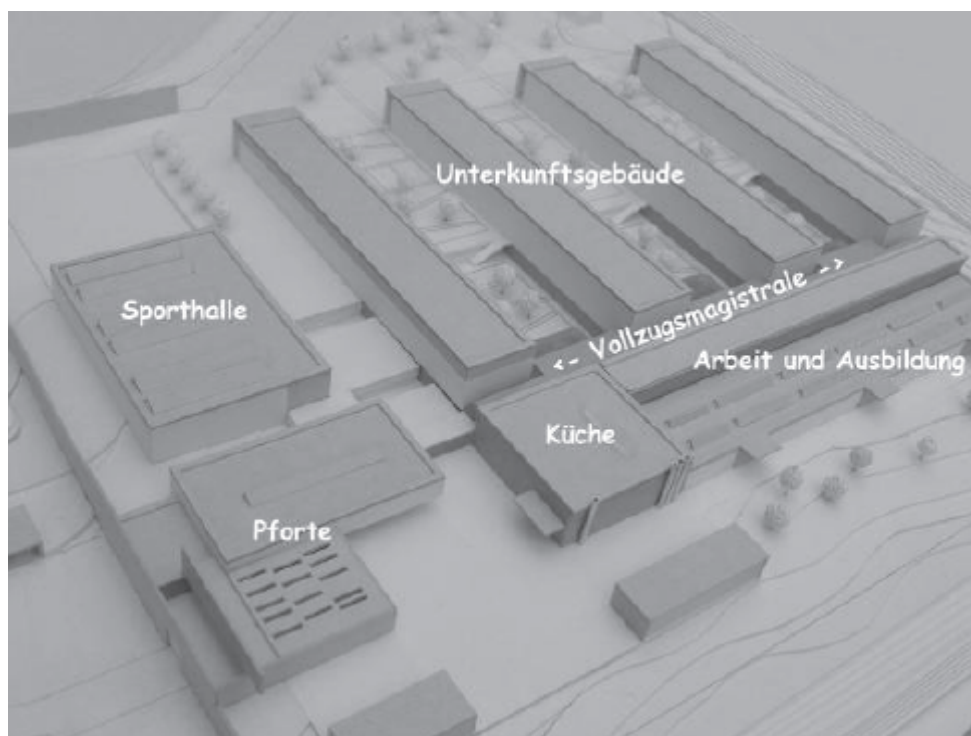 Unterkunftsgebäude
Sporthalle
<- Vollzugsmagistrale ->
Arbeit und Ausbildung
Küche
Pforte